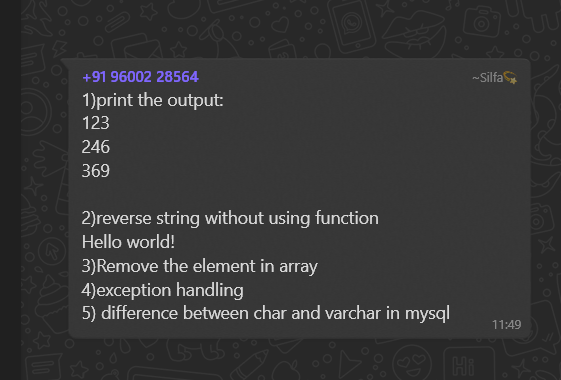 +91 96002 28564
~Silfa💫
1)print the output:
123
246
369

2)reverse string without using function
Hello world!
3)Remove the element in array
4)exception handling
5) difference between char and varchar in mysql
11:49